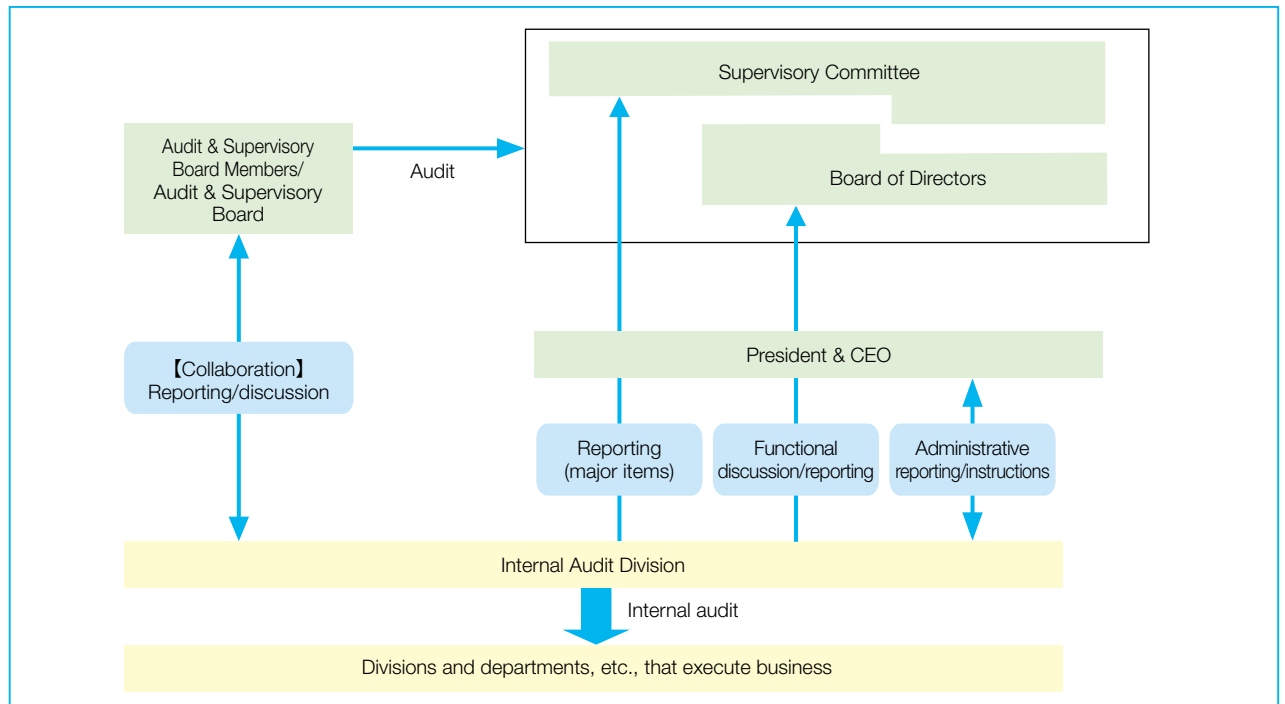 Supervisory Committee
Audit & Supervisory
Board Members/
Audit & Supervisory
Board
Audit
Board of Directors
President & CEO
【Collaboration】
Reporting/discussion
Reporting
(major items)
Functional
discussion/reporting
Administrative
reporting/instructions
Internal Audit Division
Internal audit
Divisions and departments, etc., that execute business